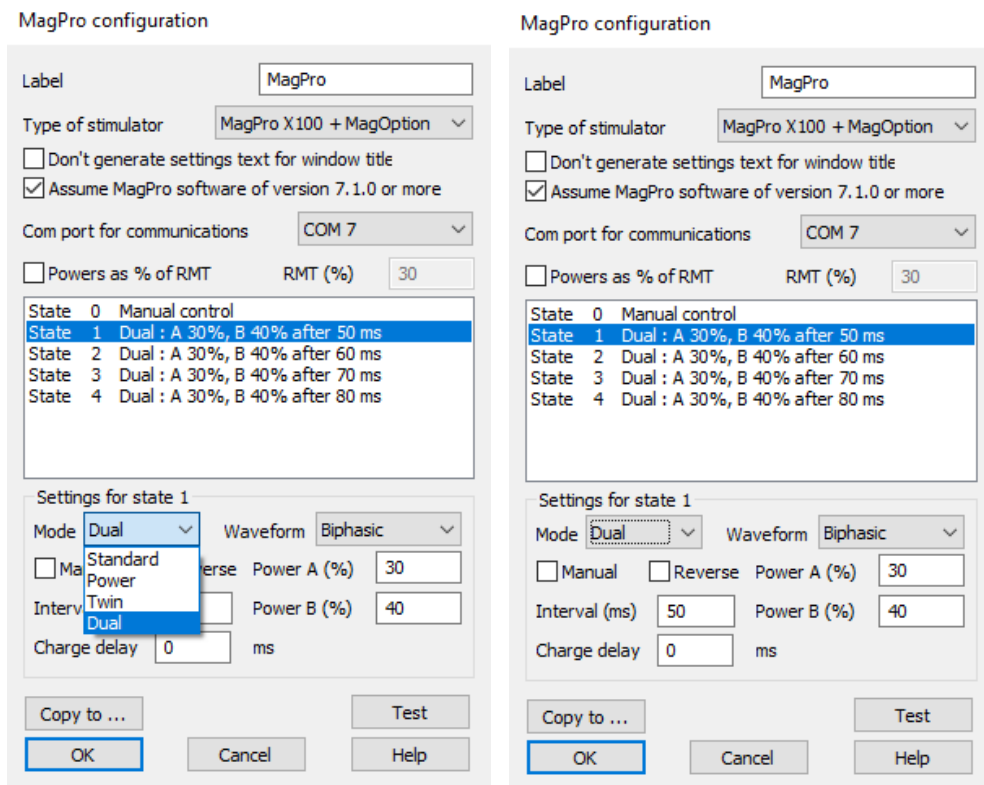 MagPro configuration
Label MagPro
Type of stimulator MagPro X100 + MagOption
Don't generate settings text for window title
Assume MagPro software of version 7.1.0 or more
Com port for communications COM 7
Powers as % of RMT RMT (%) 30
State 0 Manual control
State 1 Dual : A 30%, B 40% after 50 ms
State 2 Dual : A 30%, B 40% after 60 ms
State 3 Dual : A 30%, B 40% after 70 ms
State 4 Dual : A 30%, B 40% after 80 ms
Settings for state 1
Mode Dual Waveform Biphasic
Standard
Power
Twin
Dual
Ma erse Power A (%) 30
Interv Power B (%) 40
Charge delay 0 ms
Copy to ... Test
OK Cancel Help
MagPro configuration
Label MagPro
Type of stimulator MagPro X100 + MagOption
Don't generate settings text for window title
Assume MagPro software of version 7.1.0 or more
Com port for communications COM 7
Powers as % of RMT RMT (%) 30
State 0 Manual control
State 1 Dual : A 30%, B 40% after 50 ms
State 2 Dual : A 30%, B 40% after 60 ms
State 3 Dual : A 30%, B 40% after 70 ms
State 4 Dual : A 30%, B 40% after 80 ms
Settings for state 1
Mode Dual Waveform Biphasic
Manual Reverse Power A (%) 30
Interval (ms) 50 Power B (%) 40
Charge delay 0 ms
Copy to ... Test
OK Cancel Help